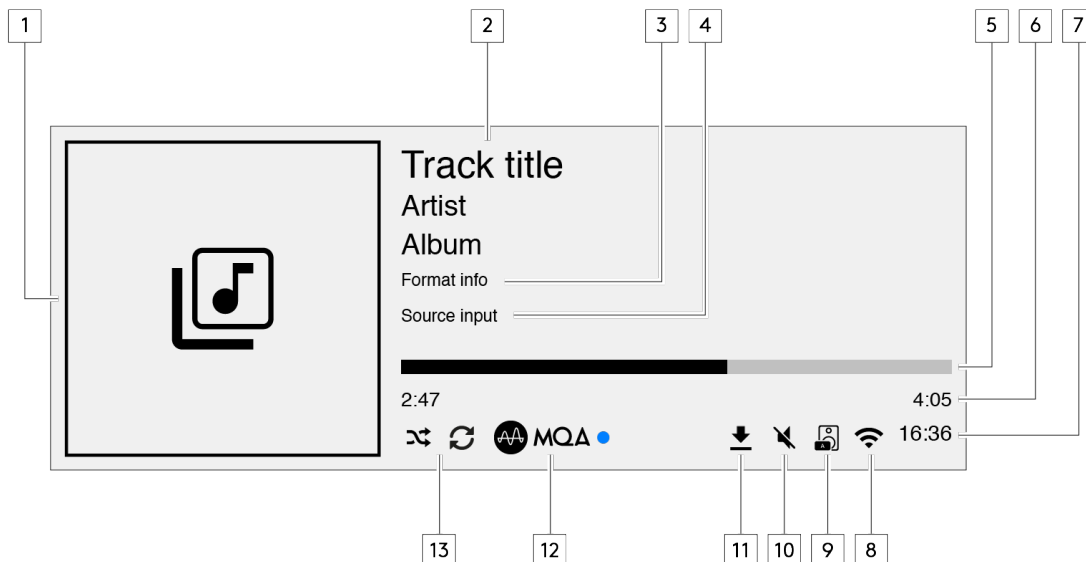 1 2 3 4 5 6 7
Track title
Artist
Album
Format info
Source input
2:47 4:05
MQA A 16:36
13 12 11 10 9 8